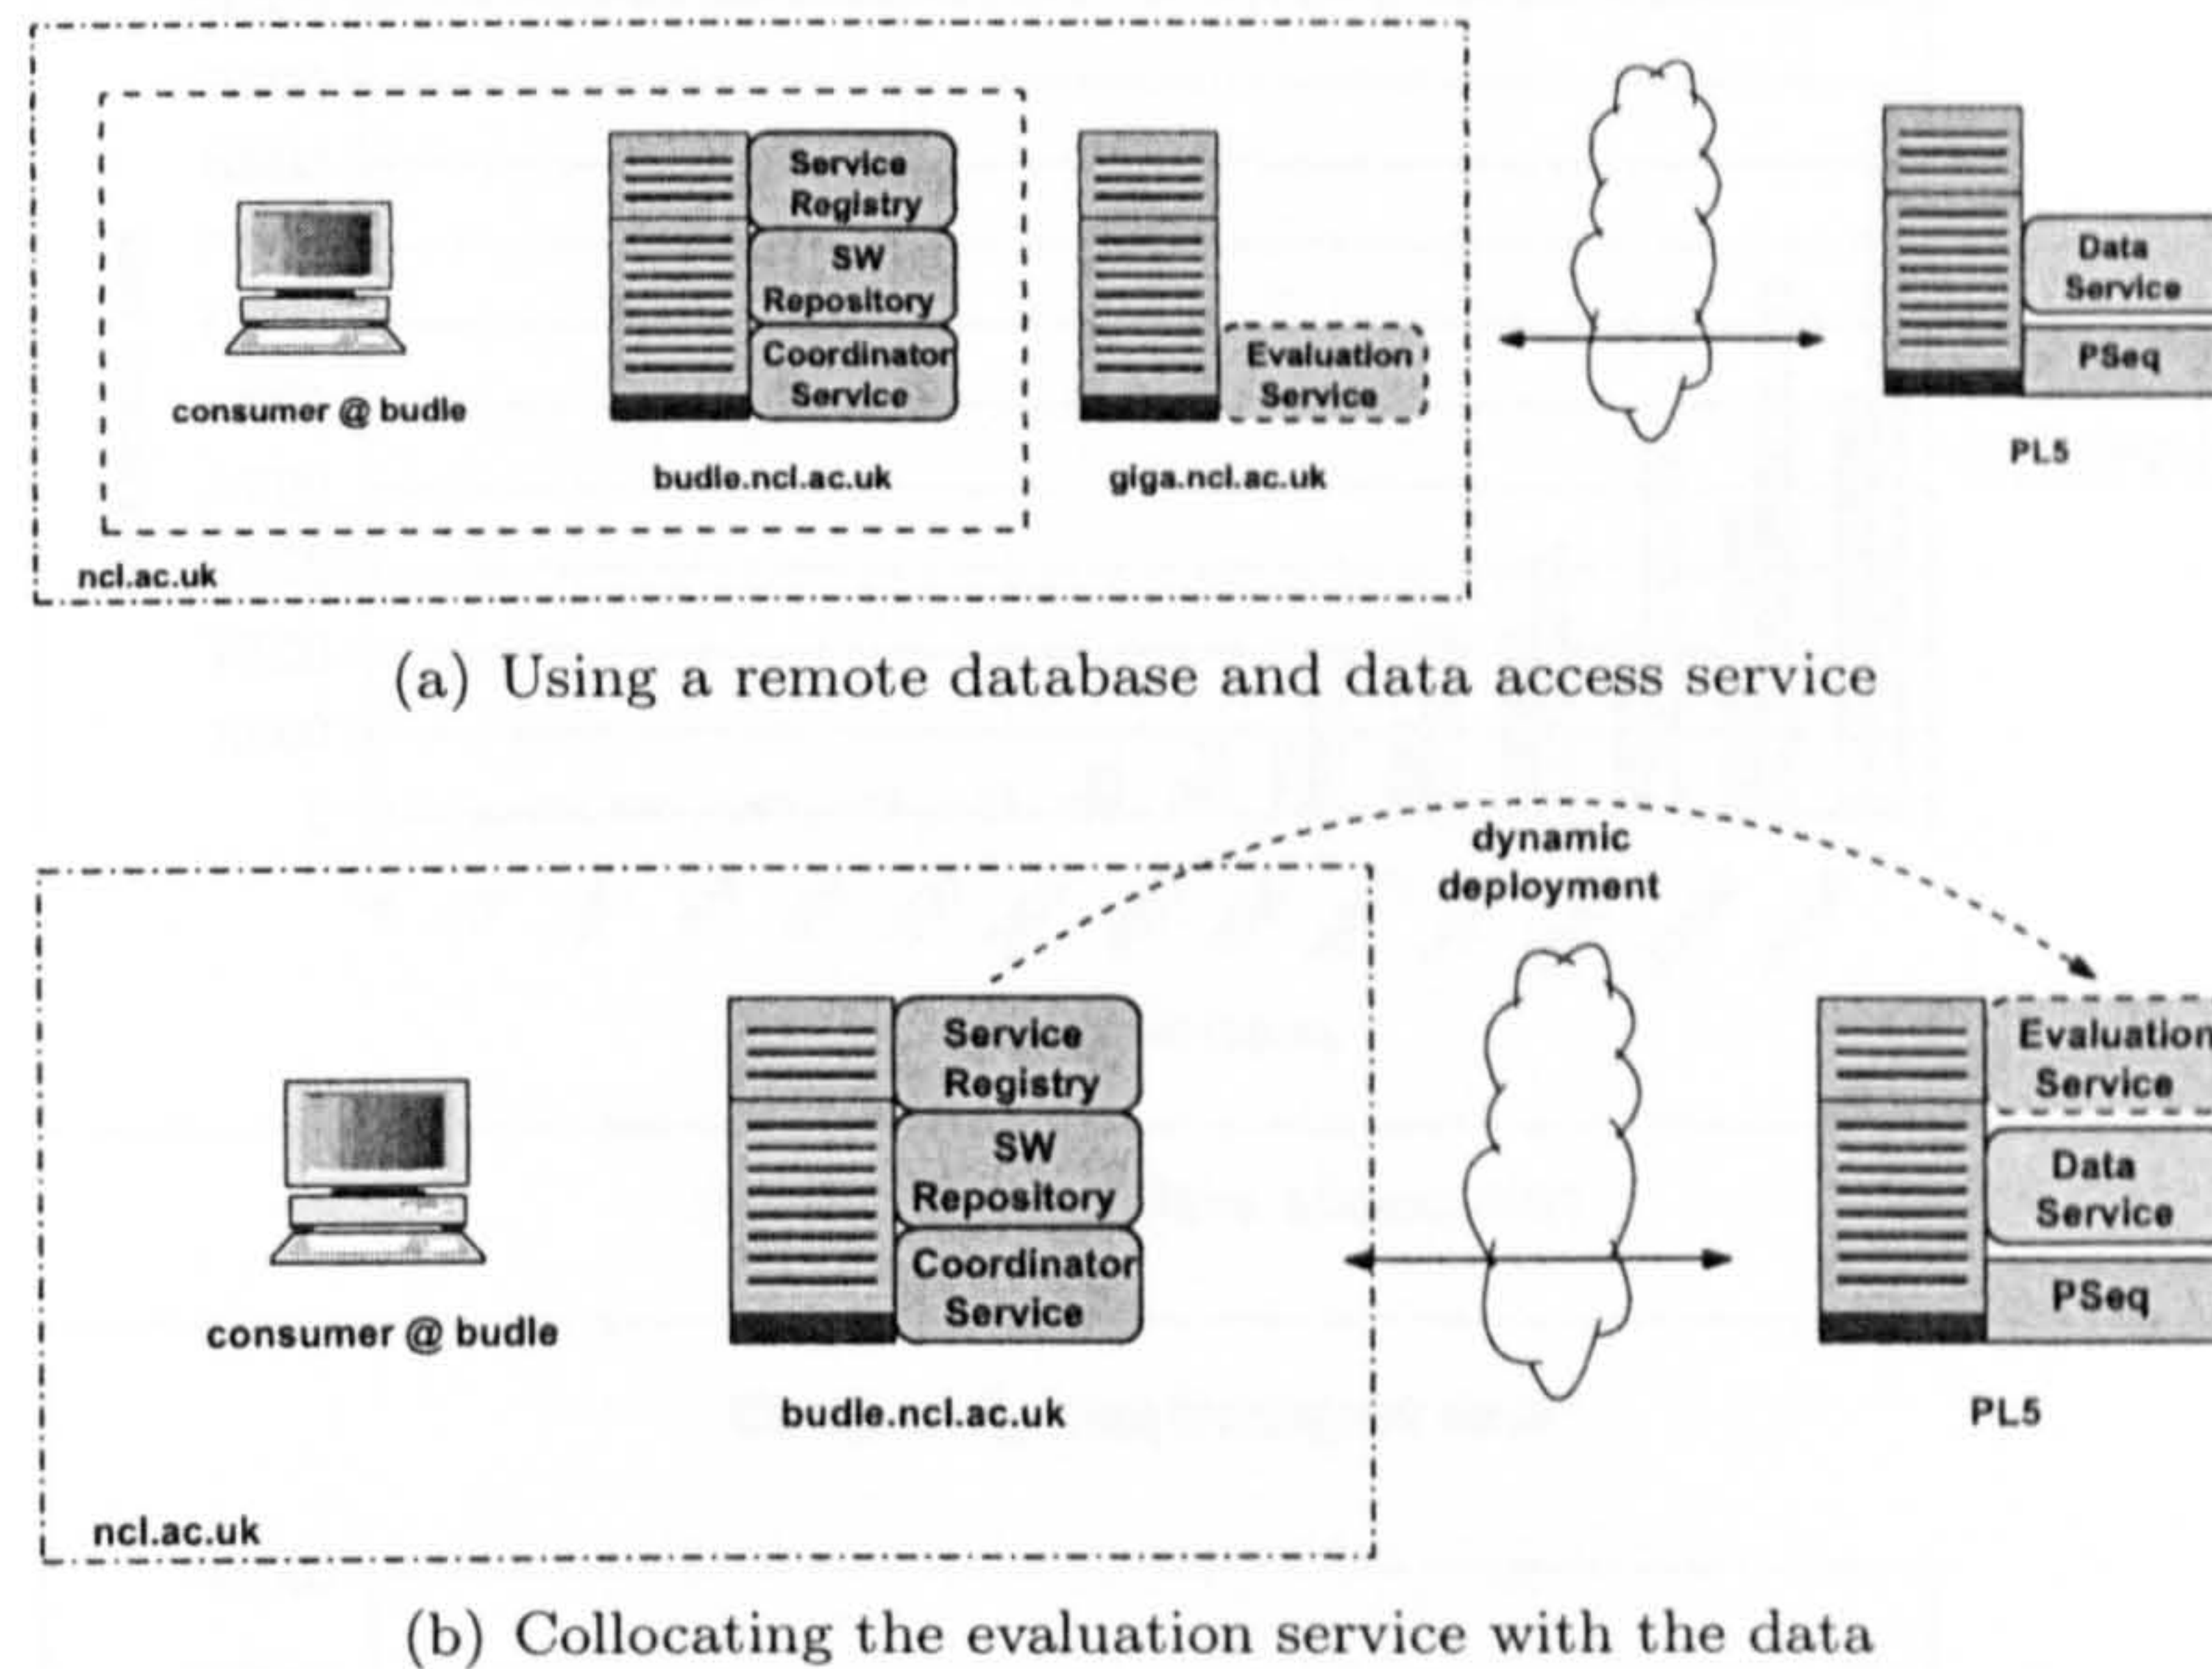 Service
Registry
SW
Repository
Coordinator
Service
consumer @ budle
budle.ncl.ac.uk
Evaluation
Service
giga.ncl.ac.uk
ncl.ac.uk
Data
Service
PSeq
PL5
(a) Using a remote database and data access service
dynamic
deployment
Service
Registry
SW
Repository
Coordinator
Service
consumer @ budle
budle.ncl.ac.uk
ncl.ac.uk
Evaluation
Service
Data
Service
PSeq
PL5
(b) Collocating the evaluation service with the data